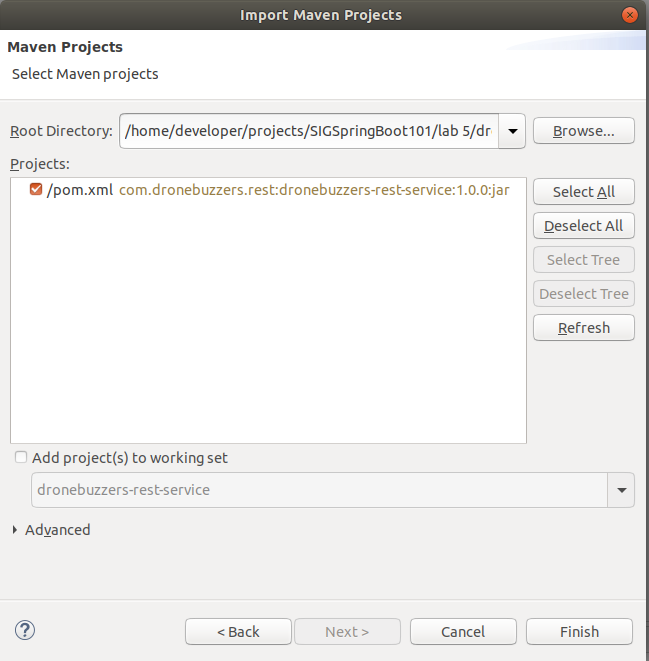 Import Maven Projects
Maven Projects
Select Maven projects
Root Directory: /home/developer/projects/SIGSpringBoot101/lab 5/dr Browse...
Projects:
/pom.xml com.dronebuzzers.rest:dronebuzzers-rest-service:1.0.0:jar
Select All
Deselect All
Select Tree
Deselect Tree
Refresh
Add project(s) to working set
dronebuzzers-rest-service
Advanced
? < Back Next > Cancel Finish